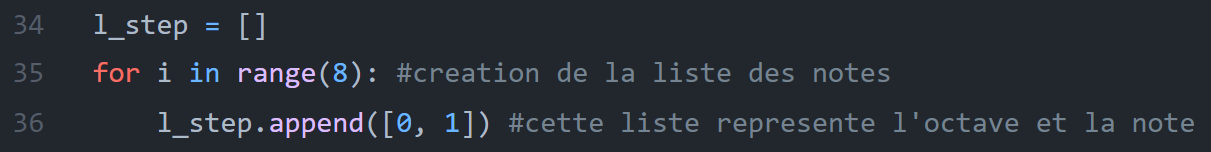 34 l_step = []
35 for i in range(8): #creation de la liste des notes
36 l_step.append([0, 1]) #cette liste represente l'octave et la note